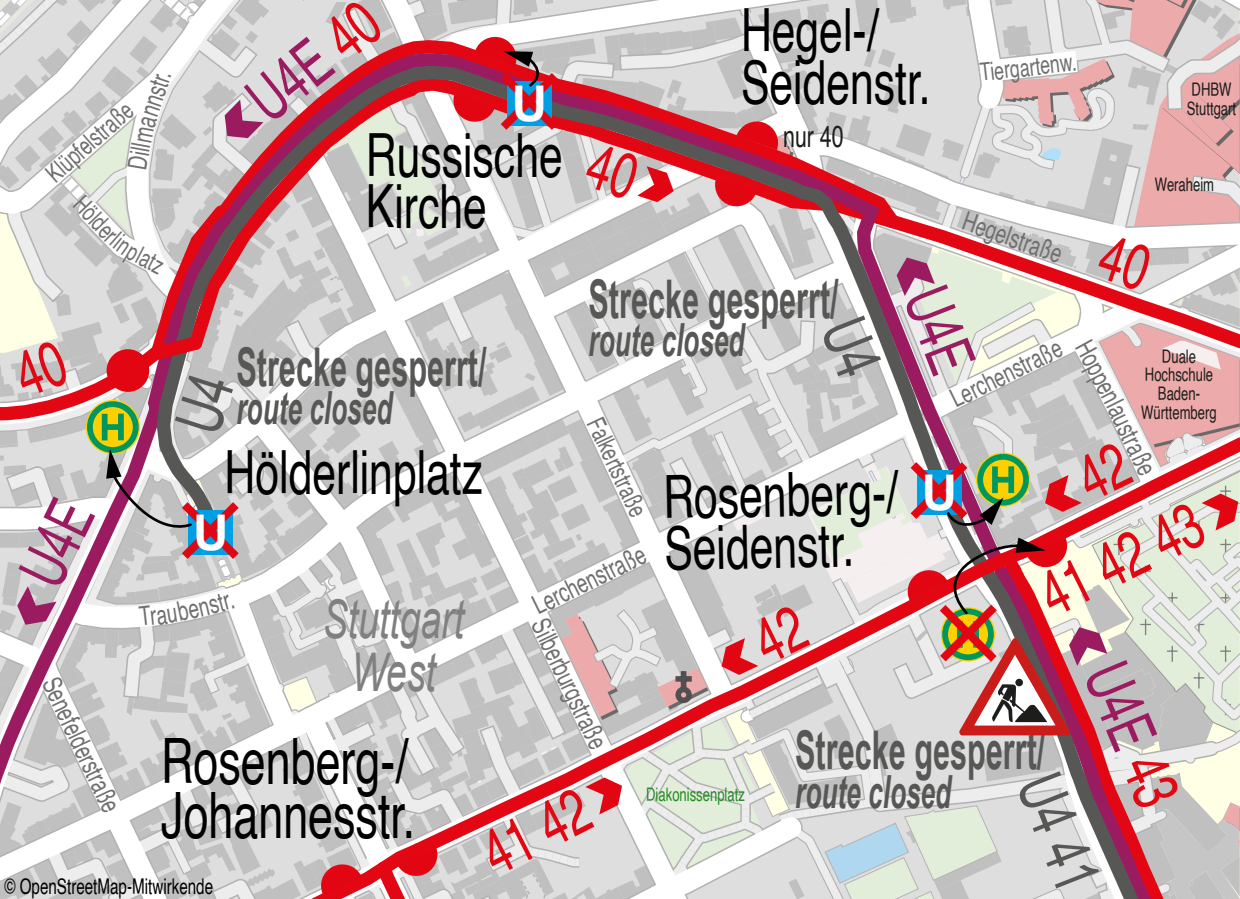 U4E 40
Hegel-/
Seidenstr.
nur 40
Tiergartenw.
DHBW
Stuttgart
Weraheim
Klüpfelstraße
Dillmannstr.
Hölderlinplatz
U
Russische
Kirche
40
Hegelstraße
40
Strecke gesperrt/
route closed
U4
U4E
40
Strecke gesperrt/
route closed
U4
H
Hölderlinplatz
U
U4E
Traubenstr.
Lerchenstraße
Hoppenlaustraße
Duale
Hochschule
Baden-
Württemberg
Falkertstraße
Rosenberg-/
Seidenstr.
U
H
42
41 42 43
H
Lerchenstraße
Stuttgart
West
Silberburgstraße
42
Senefelderstraße
U4E 43
Strecke gesperrt/
route closed
U4 41
Rosenberg-/
Johannesstr.
Diakonissenplatz
41 42
© OpenStreetMap-Mitwirkende